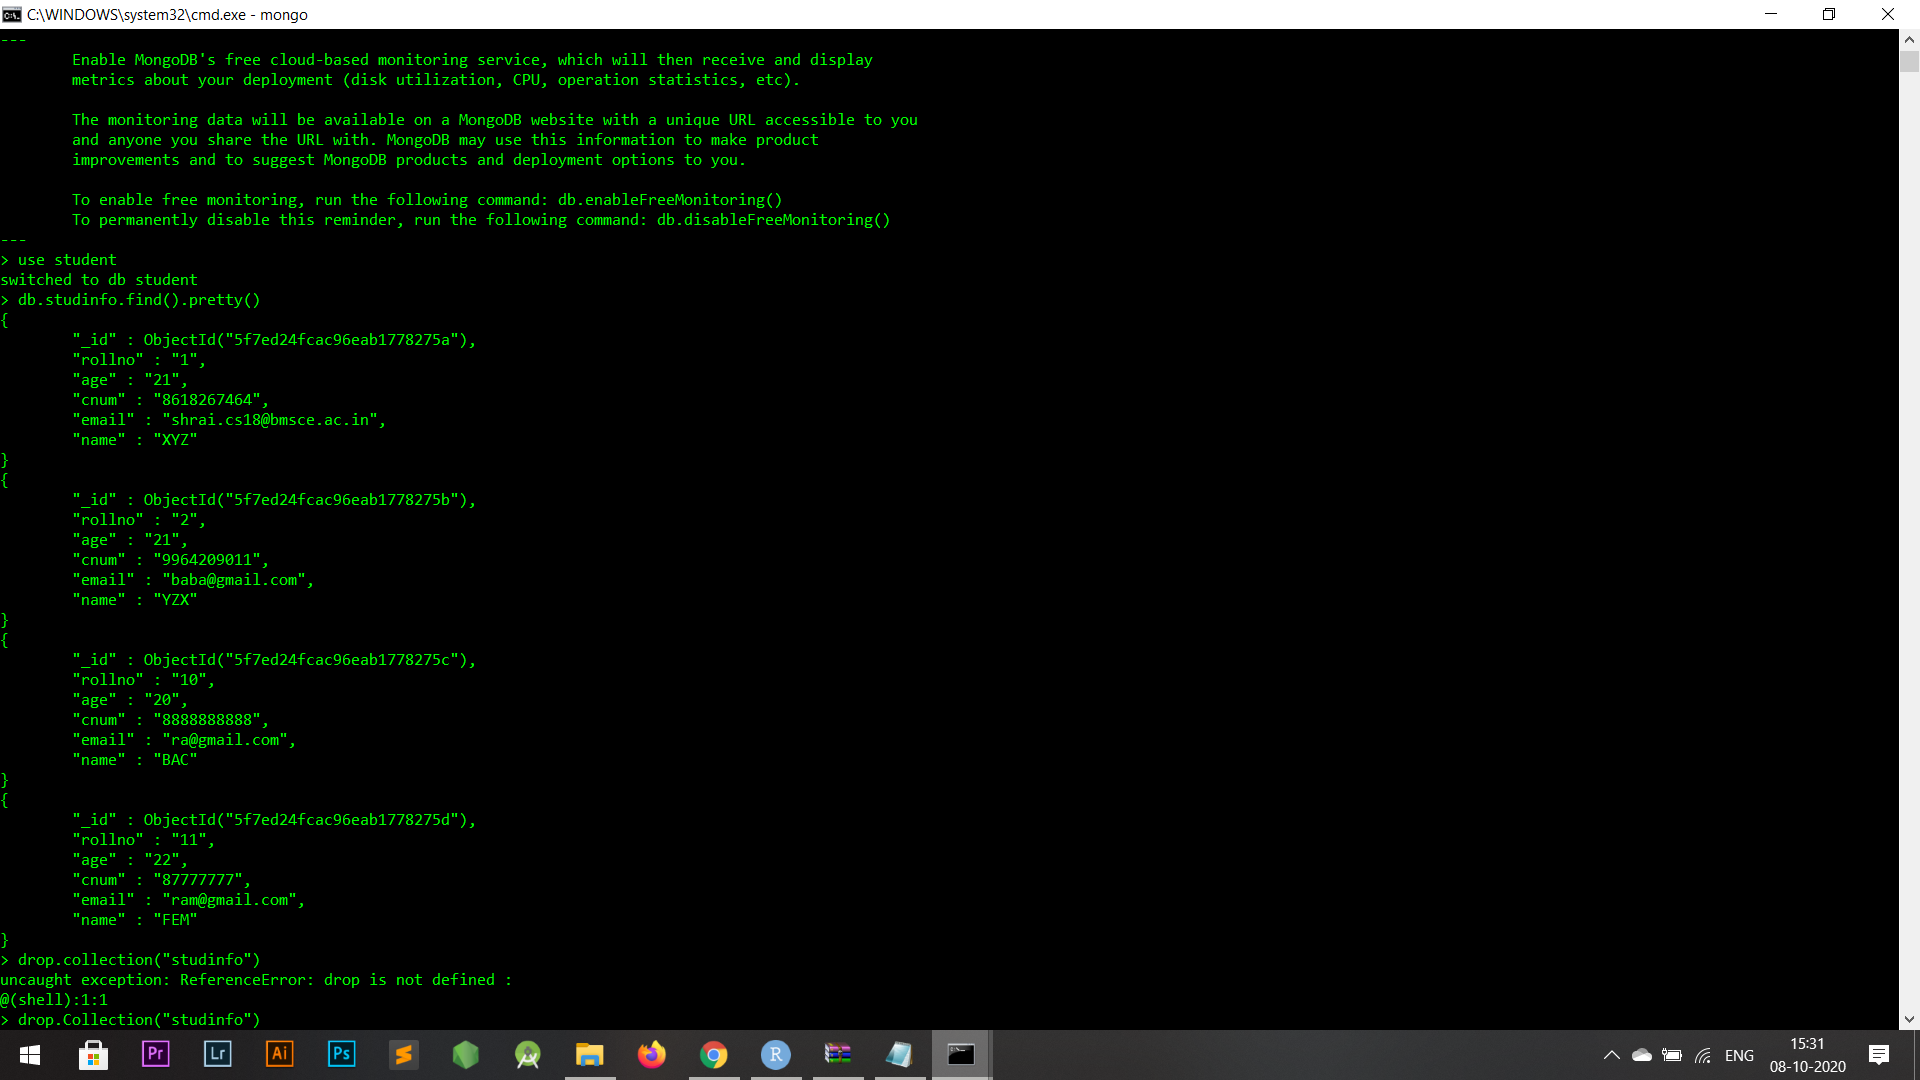 C:\WINDOWS\system32\cmd.exe - mongo
---
        Enable MongoDB's free cloud-based monitoring service, which will then receive and display
        metrics about your deployment (disk utilization, CPU, operation statistics, etc).

        The monitoring data will be available on a MongoDB website with a unique URL accessible to you
        and anyone you share the URL with. MongoDB may use this information to make product
        improvements and to suggest MongoDB products and deployment options to you.

        To enable free monitoring, run the following command: db.enableFreeMonitoring()
        To permanently disable this reminder, run the following command: db.disableFreeMonitoring()
---
> use student
switched to db student
> db.studinfo.find().pretty()
{
        "_id" : ObjectId("5f7ed24fcac96eab1778275a"),
        "rollno" : "1",
        "age" : "21",
        "cnum" : "8618267464",
        "email" : "shrai.cs18@bmsce.ac.in",
        "name" : "XYZ"
}
{
        "_id" : ObjectId("5f7ed24fcac96eab1778275b"),
        "rollno" : "2",
        "age" : "21",
        "cnum" : "9964209011",
        "email" : "baba@gmail.com",
        "name" : "YZX"
}
{
        "_id" : ObjectId("5f7ed24fcac96eab1778275c"),
        "rollno" : "10",
        "age" : "20",
        "cnum" : "8888888888",
        "email" : "ra@gmail.com",
        "name" : "BAC"
}
{
        "_id" : ObjectId("5f7ed24fcac96eab1778275d"),
        "rollno" : "11",
        "age" : "22",
        "cnum" : "87777777",
        "email" : "ram@gmail.com",
        "name" : "FEM"
}
> drop.collection("studinfo")
uncaught exception: ReferenceError: drop is not defined :
@(shell):1:1
> drop.Collection("studinfo")
Pr Lr Ai Ps R ENG 15:31
08-10-2020